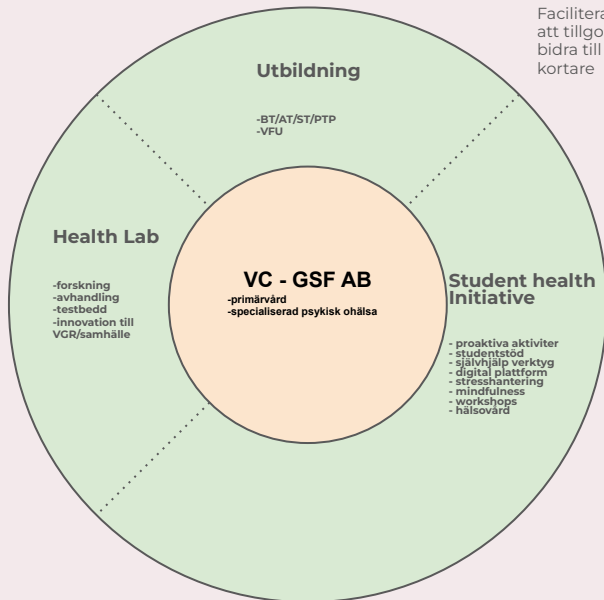 Facilitera
att tillgo
bidra till
kortare
Utbildning
-BT/AT/ST/PTP
-VFU
Health Lab
-forskning
-avhandling
-testbedd
-innovation till
VGR/samhälle
VC - GSF AB
-primärvård
-specialiserad psykisk ohälsa
Student health
Initiative
- proaktiva aktiviter
- studentstöd
- självhjälp verktyg
- digital plattform
- stresshantering
- mindfulness
- workshops
- hälsovård